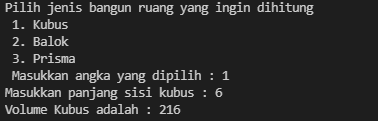 Pilih jenis bangun ruang yang ingin dihitung
1. Kubus
2. Balok
3. Prisma
Masukkan angka yang dipilih : 1
Masukkan panjang sisi kubus : 6
Volume Kubus adalah : 216